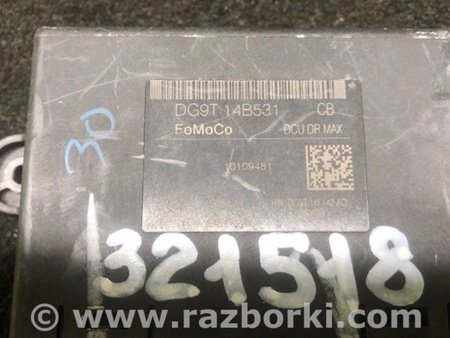 DG9T 14B531 CB
FoMoCo DCU DR MAX
30
10109481
321518
www.razborki.com